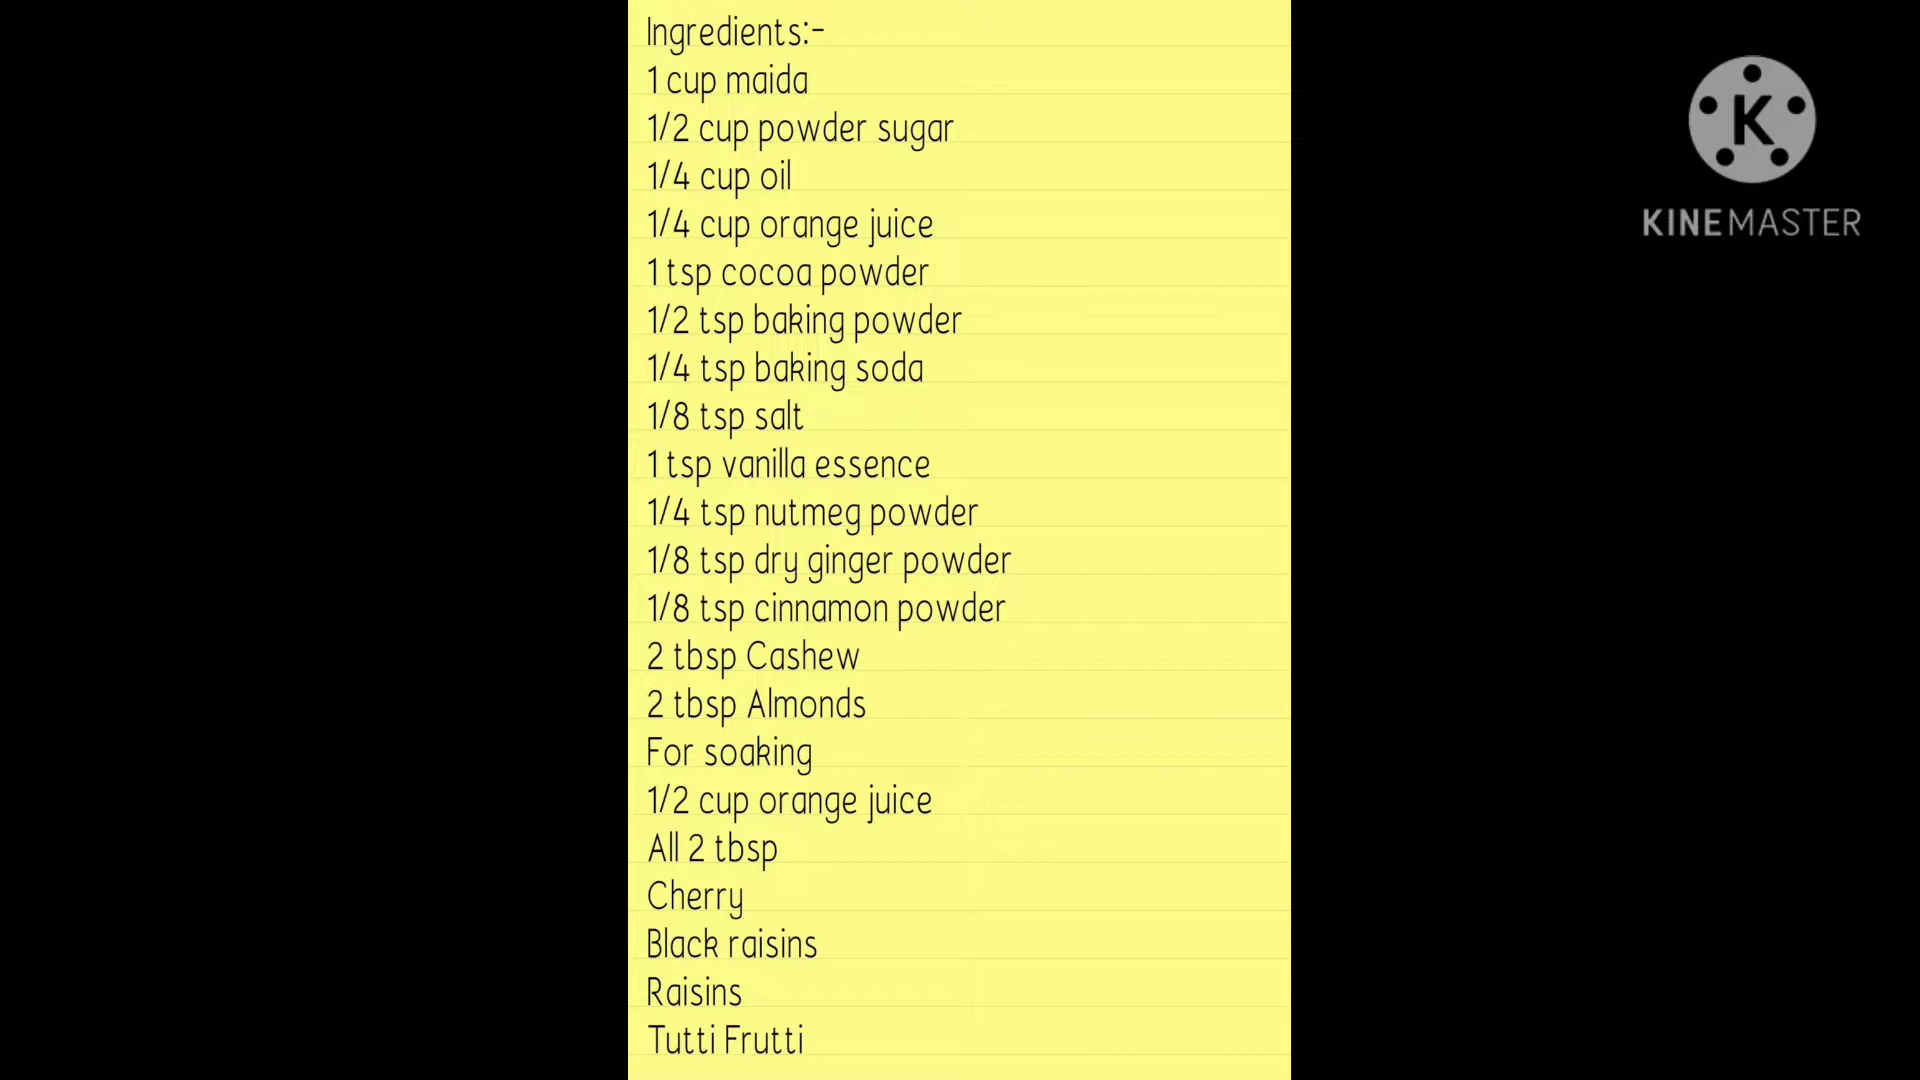 Ingredients:-
1 cup maida
1/2 cup powder sugar
1/4 cup oil
1/4 cup orange juice
1 tsp cocoa powder
1/2 tsp baking powder
1/4 tsp baking soda
1/8 tsp salt
1 tsp vanilla essence
1/4 tsp nutmeg powder
1/8 tsp dry ginger powder
1/8 tsp cinnamon powder
2 tbsp Cashew
2 tbsp Almonds
For soaking
1/2 cup orange juice
All 2 tbsp
Cherry
Black raisins
Raisins
Tutti Frutti
K
KINEMASTER